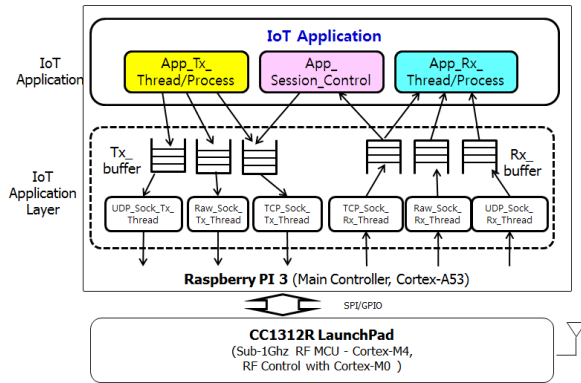 IoT Application
IoT
Application
App_Tx_
Thread/Process
App_
Session_Control
App_Rx_
Thread/Process
IoT
Application
Layer
Tx_
buffer
Rx_
buffer
UDP_Sock_Tx_
Thread
Raw_Sock_
Tx_Thread
TCP_Sock_
Tx_Thread
TCP_Sock_
Rx_Thread
Raw_Sock_
Rx_Thread
UDP_Sock_
Rx_Thread
Raspberry PI 3 (Main Controller, Cortex-A53)
SPI/GPIO
CC1312R LaunchPad
(Sub-1Ghz RF MCU - Cortex-M4,
RF Control with Cortex-M0 )